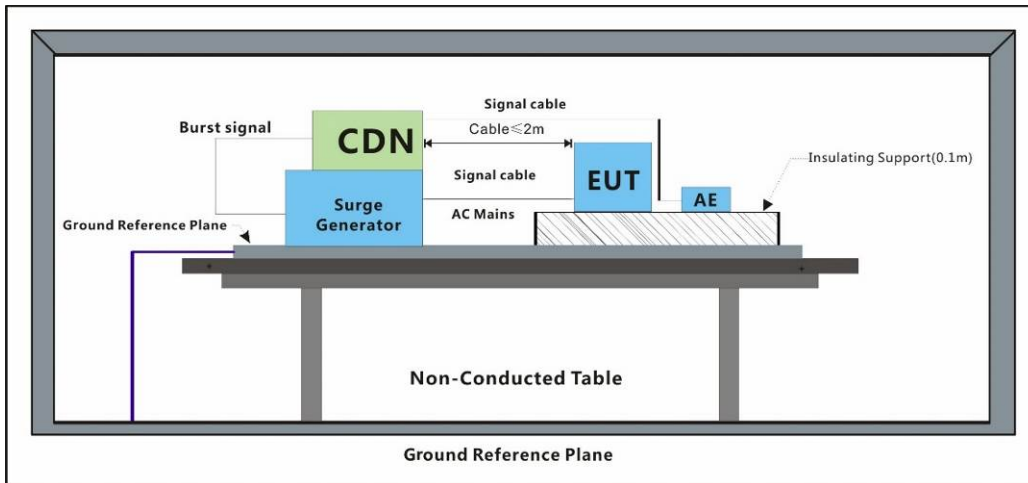 Signal cable
Burst signal
CDN
Cable≤2m
Insulating Support(0.1m)
EUT
Signal cable
AE
Surge
Generator
AC Mains
Ground Reference Plane
Non-Conducted Table
Ground Reference Plane